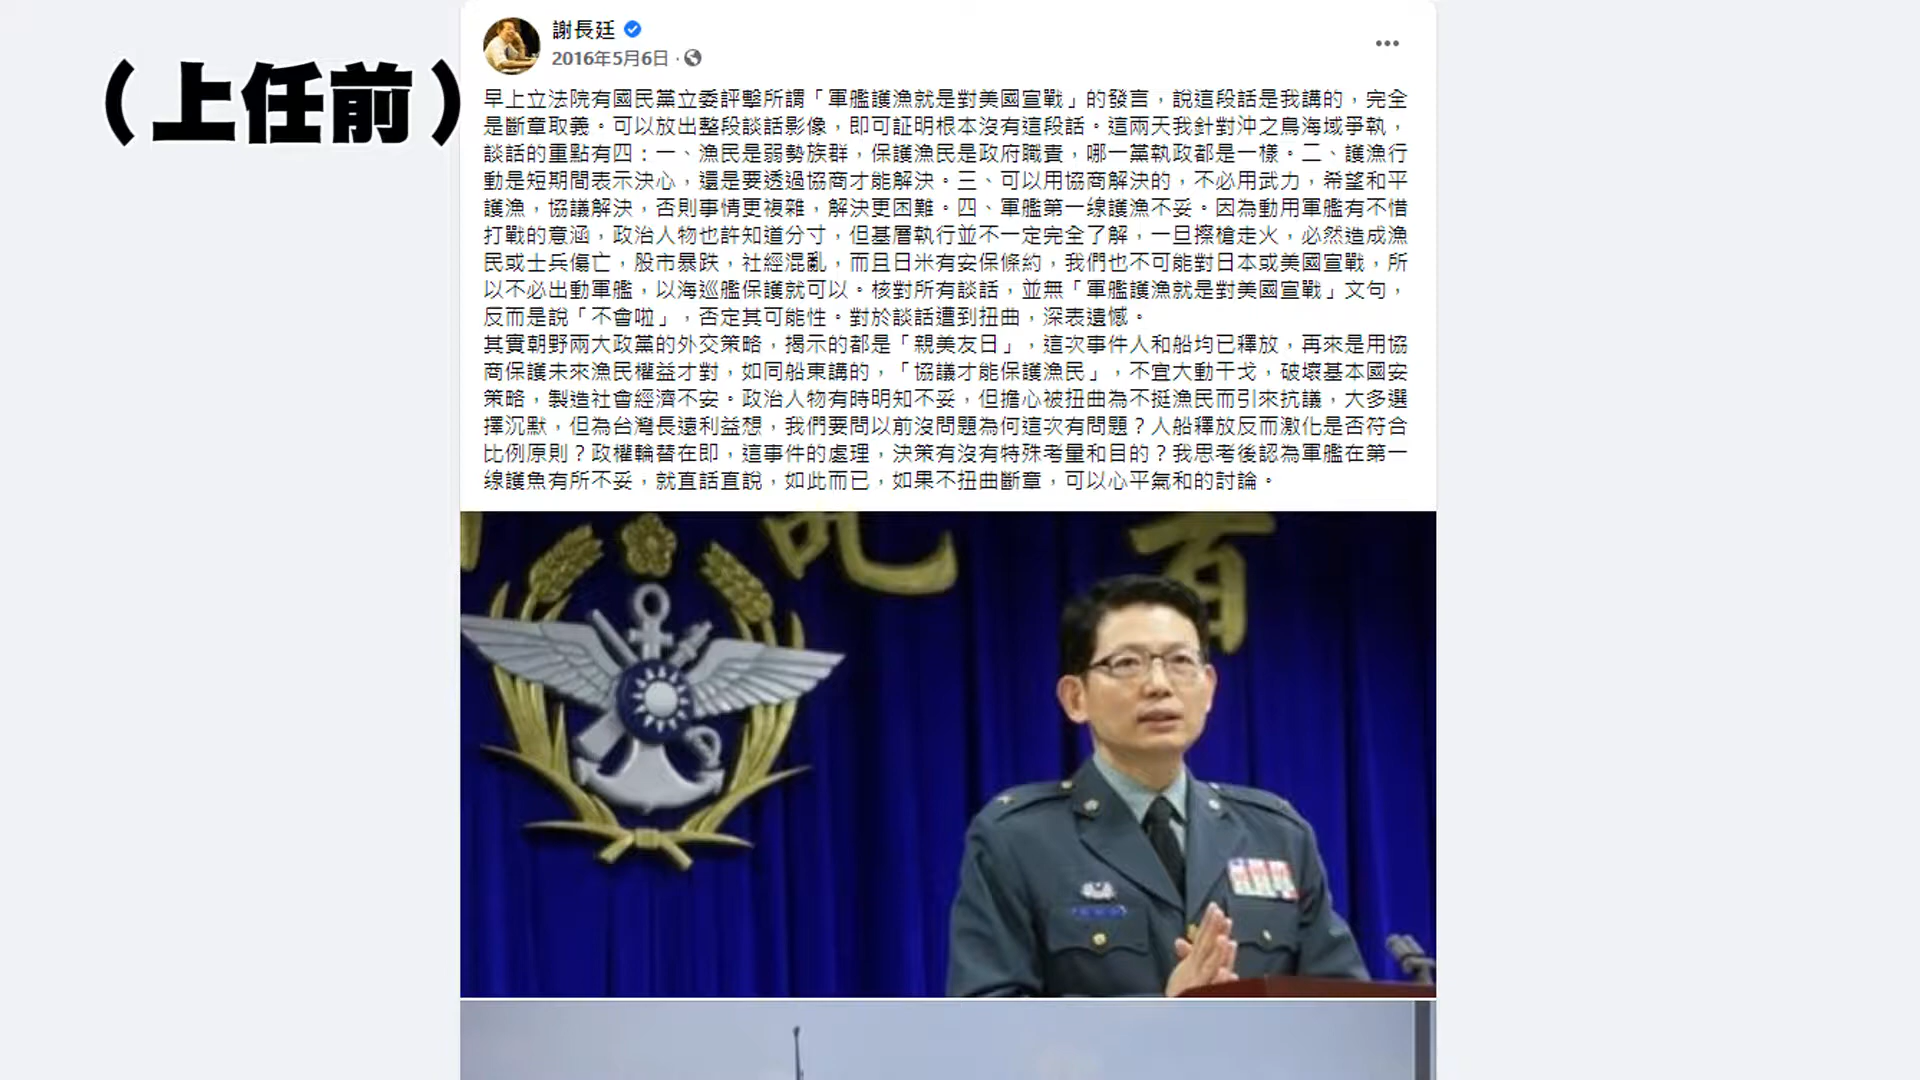 （上任前）
謝長廷
2016年5月6日
早上立法院有國民黨立委評擊所謂「軍艦護漁就是對美國宣戰」的發言，說這段話是我講的，完全
是斷章取義。可以放出整段談話影像，即可証明根本沒有這段話。這兩天我針對沖之鳥海域爭執，
談話的重點有四：一、漁民是弱勢族群，保護漁民是政府職責，哪一黨執政都是一樣。二、護漁行
動是短期間表示決心，還是要透過協商才能解決。三、可以用協商解決的，不必用武力，希望和平
護漁，協議解決，否則事情更複雜，解決更困難。四、軍艦第一線護漁不妥。因為動用軍艦有不惜
打戰的意涵，政治人物也許知道分寸，但基層執行並不一定完全了解，一旦擦槍走火，必然造成漁
民或士兵傷亡，股市暴跌，社經混亂，而且日米有安保條約，我們也不可能對日本或美國宣戰，所
以不必出動軍艦，以海巡艦保護就可以。核對所有談話，並無「軍艦護漁就是對美國宣戰」文句，
反而是說「不會啦」，否定其可能性。對於談話遭到扭曲，深表遺憾。
其實朝野兩大政黨的外交策略，揭示的都是「親美友日」，這次事件人和船均已釋放，再來是用協
商保護未來漁民權益才對，如同船東講的，「協議才能保護漁民」，不宜大動干戈，破壞基本國安
策略，製造社會經濟不安。政治人物有時明知不妥，但擔心被扭曲為不挺漁民而引來抗議，大多選
擇沉默，但為台灣長遠利益想，我們要問以前沒問題為何這次有問題？人船釋放反而激化是否符合
比例原則？政權輪替在即，這事件的處理，決策有沒有特殊考量和目的？我思考後認為軍艦在第一
線護魚有所不妥，就直話直說，如此而已，如果不扭曲斷章，可以心平氣和的討論。